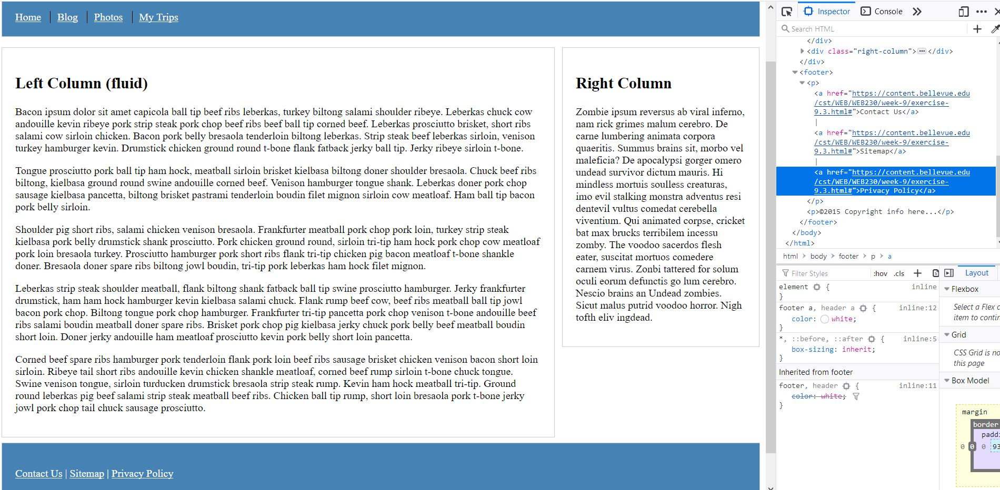 Home
Blog
Photos
My Trips
Left Column (fluid)
Bacon ipsum dolor sit amet capicola ball tip beef ribs leberkas, turkey biltong salami shoulder ribeye. Leberkas chuck cow
andouille kevin ribeye pork strip steak pork chop beef ribs beef ball tip corned beef. Leberkas prosciutto brisket, short ribs
salami cow sirloin chicken. Bacon pork belly bresaola tenderloin biltong leberkas. Strip steak beef leberkas sirloin, venison
turkey hamburger kevin. Drumstick chicken ground round t-bone flank fatback jerky ball tip. Jerky ribeye sirloin t-bone.
Tongue prosciutto pork ball tip ham hock, meatball sirloin brisket kielbasa biltong doner shoulder bresaola. Chuck beef ribs
biltong, kielbasa ground round swine andouille corned beef. Venison hamburger tongue shank. Leberkas doner pork chop
sausage kielbasa pancetta, biltong brisket pastrami tenderloin boudin filet mignon sirloin cow meatloaf. Ham ball tip bacon
pork belly sirloin.
Shoulder pig short ribs, salami chicken venison bresaola. Frankfurter meatball pork chop pork loin, turkey strip steak
kielbasa pork belly drumstick shank prosciutto. Pork chicken ground round, sirloin tri-tip ham hock pork chop cow meatloaf
pork loin bresaola turkey. Prosciutto hamburger pork short ribs flank tri-tip chicken pig bacon meatloaf t-bone shankle
doner. Bresaola doner spare ribs biltong jowl boudin, tri-tip pork leberkas ham hock filet mignon.
Leberkas strip steak shoulder meatball, flank biltong shank fatback ball tip swine prosciutto hamburger. Jerky frankfurter
drumstick, ham ham hock hamburger kevin kielbasa salami chuck. Flank rump beef cow, beef ribs meatball ball tip jowl
bacon pork chop. Biltong tongue pork chop hamburger. Frankfurter tri-tip pancetta pork chop venison t-bone andouille beef
ribs salami boudin meatball doner spare ribs. Brisket pork chop pig kielbasa jerky chuck pork belly beef meatball boudin
short loin. Doner jerky andouille ham meatloaf prosciutto kevin pork belly short loin pancetta.
Corned beef spare ribs hamburger pork tenderloin flank pork loin beef ribs sausage brisket chicken venison bacon short loin
sirloin. Ribeye tail short ribs andouille kevin chicken shankle meatloaf, corned beef rump sirloin t-bone chuck tongue.
Swine venison tongue, sirloin turducken drumstick bresaola strip steak rump. Kevin ham hock meatball tri-tip. Ground
round leberkas pig beef salami strip steak meatball beef ribs. Chicken ball tip rump, short loin bresaola pork t-bone jerky
jowl pork chop tail chuck sausage prosciutto.
Right Column
Zombie ipsum reversus ab viral inferno,
nam rick grimes malum cerebro. De
carne lumbering animata corpora
quaeritis. Summus brains sit, morbo vel
maleficia? De apocalypsi gorger omero
undead survivor dictum mauris. Hi
mindless mortuis soulless creaturas,
imo evil stalking monstra adventus resi
dentevil vultus comedat cerebella
viventium. Qui animated corpse, cricket
bat max brucks terribilem incessu
zomby. The voodoo sacerdos flesh
eater, suscitat mortuos comedere
carnem virus. Zonbi tattered for solum
oculi eorum defunctis go lum cerebro.
Nescio brains an Undead zombies.
Sicut malus putrid voodoo horror. Nigh
tofth eliv ingdead.
Contact Us | Sitemap | Privacy Policy
Inspector
Console
Search HTML
</div>
<div class="right-column"> ••• </div>
</div>
<footer>
<p>
<a href="https://content.bellevue.edu
/cst/WEB/WEB230/week-9/exercise-
9.3.html#">Contact Us</a>
|
<a href="https://content.bellevue.edu
/cst/WEB/WEB230/week-9/exercise-
9.3.html#">Sitemap</a>
|
<a href="https://content.bellevue.edu
/cst/WEB/WEB230/week-9/exercise-
9.3.html#">Privacy Policy</a>
</p>
<p>©2015 Copyright info here...</p>
</footer>
</body>
</html>
html > body > footer > p > a
Filter Styles
:hov .cls +
element { inline
}
footer a, header a { inline:12
color: white;
}
*, ::before, ::after { inline:5
box-sizing: inherit;
}
Inherited from footer
footer, header { inline:11
color: white;
}
Layout
Flexbox
Select a Flex
item to
Grid
CSS Grid is
this page
Box Model
margin
border
0 0 0